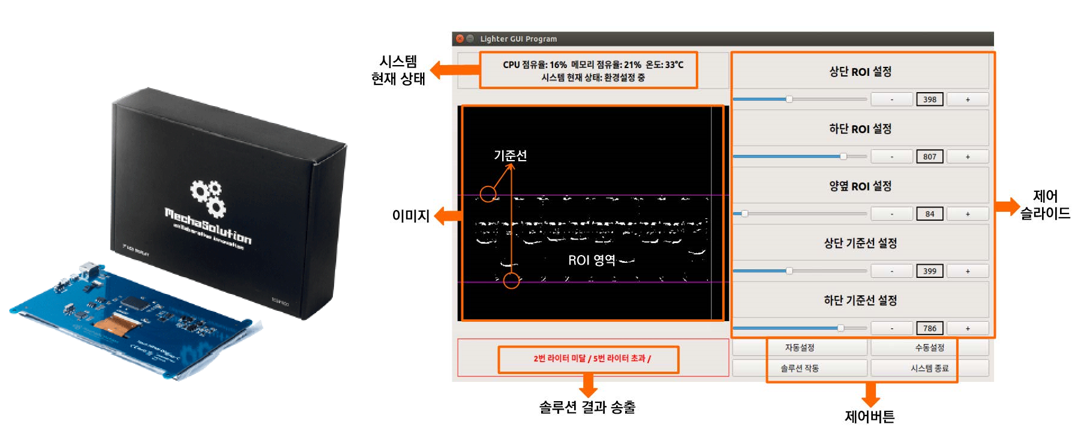 MechaSolution
collaborative innovation
Lighter GUI Program
시스템
현재 상태
CPU 점유율: 16% 메모리 점유율: 21% 온도: 33°C
시스템 현재 상태: 환경설정 중
이미지
기준선
ROI 영역
2번 라이터 미달 / 5번 라이터 초과 /
솔루션 결과 송출
상단 ROI 설정
- 398 +
하단 ROI 설정
- 807 +
양옆 ROI 설정
- 84 +
상단 기준선 설정
- 399 +
하단 기준선 설정
- 786 +
제어
슬라이드
자동설정 수동설정
솔루션 작동 시스템 종료
제어버튼